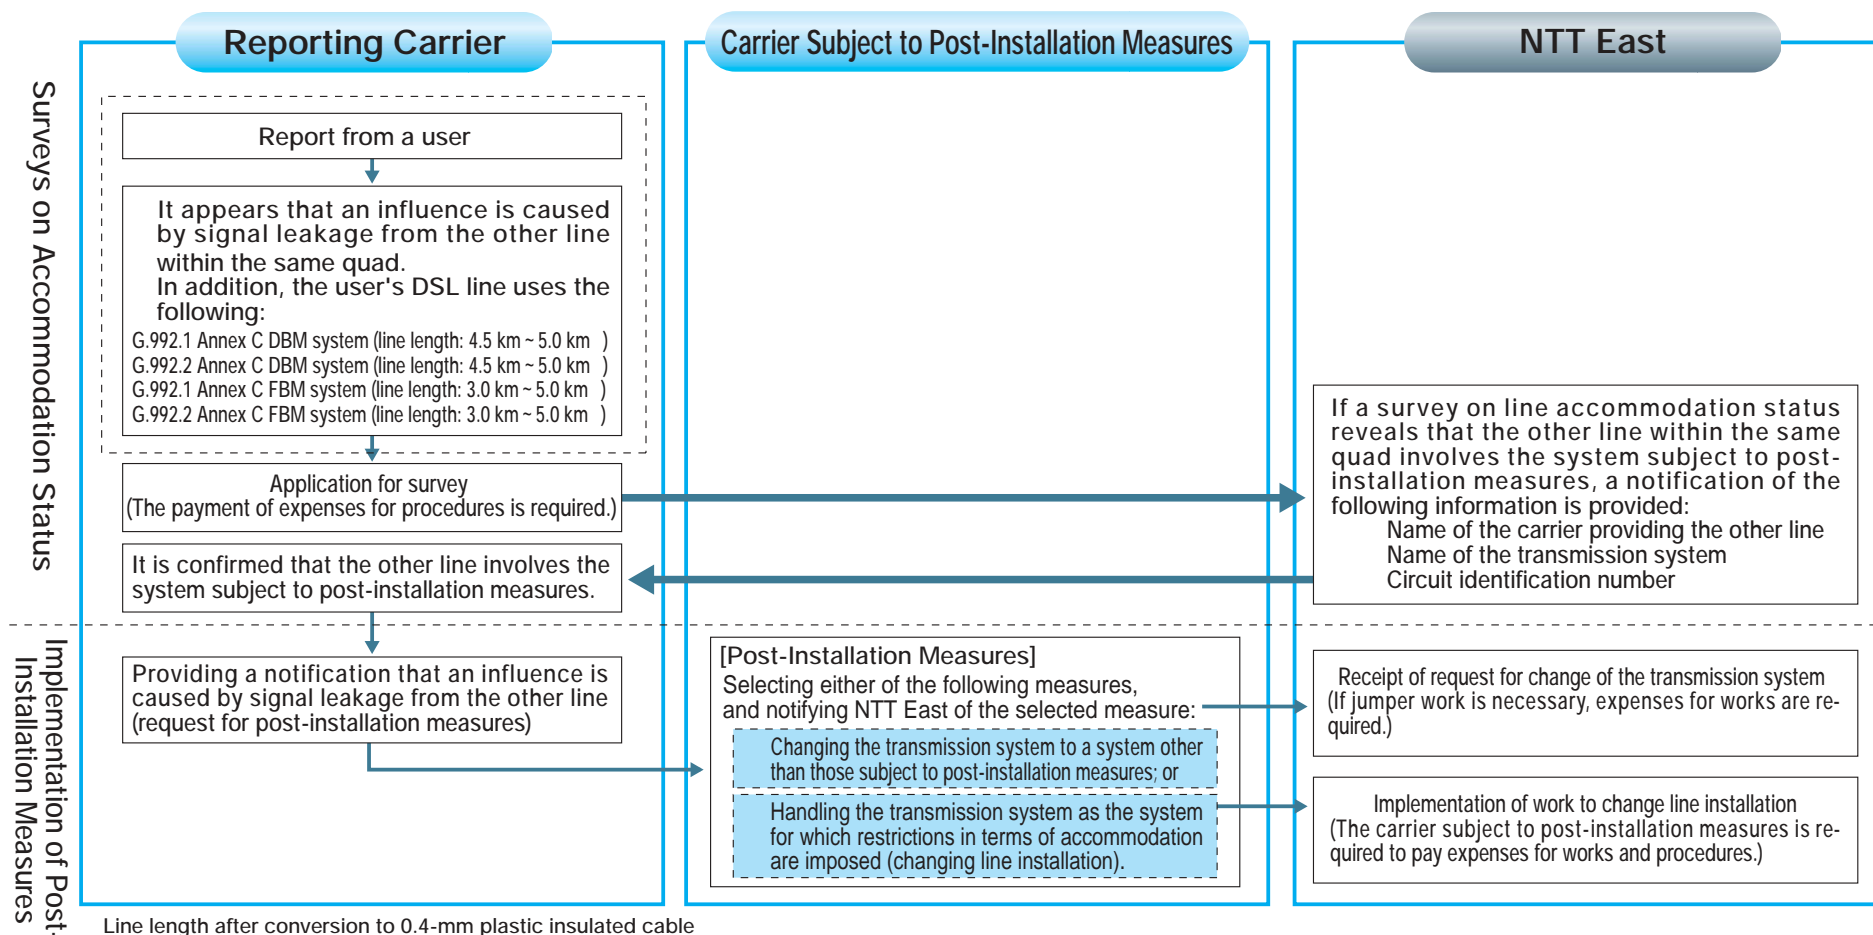 Reporting Carrier
Carrier Subject to Post-Installation Measures
NTT East
Surveys on Accommodation Status
Report from a user
It appears that an influence is caused
by signal leakage from the other line
within the same quad.
In addition, the user's DSL line uses the
following:
G.992.1 Annex C DBM system (line length: 4.5 km ~ 5.0 km )
G.992.2 Annex C DBM system (line length: 4.5 km ~ 5.0 km )
G.992.1 Annex C FBM system (line length: 3.0 km ~ 5.0 km )
G.992.2 Annex C FBM system (line length: 3.0 km ~ 5.0 km )
Application for survey
(The payment of expenses for procedures is required.)
If a survey on line accommodation status
reveals that the other line within the same
quad involves the system subject to post-
installation measures, a notification of the
following information is provided:
Name of the carrier providing the other line
Name of the transmission system
Circuit identification number
It is confirmed that the other line involves the
system subject to post-installation measures.
Implementation of Post-
Installation Measures
Providing a notification that an influence is
caused by signal leakage from the other line
(request for post-installation measures)
[Post-Installation Measures]
Selecting either of the following measures,
and notifying NTT East of the selected measure:
Changing the transmission system to a system other
than those subject to post-installation measures; or
Handling the transmission system as the system
for which restrictions in terms of accommodation
are imposed (changing line installation).
Receipt of request for change of the transmission system
(If jumper work is necessary, expenses for works are re-
quired.)
Implementation of work to change line installation
(The carrier subject to post-installation measures is re-
quired to pay expenses for works and procedures.)
Line length after conversion to 0.4-mm plastic insulated cable